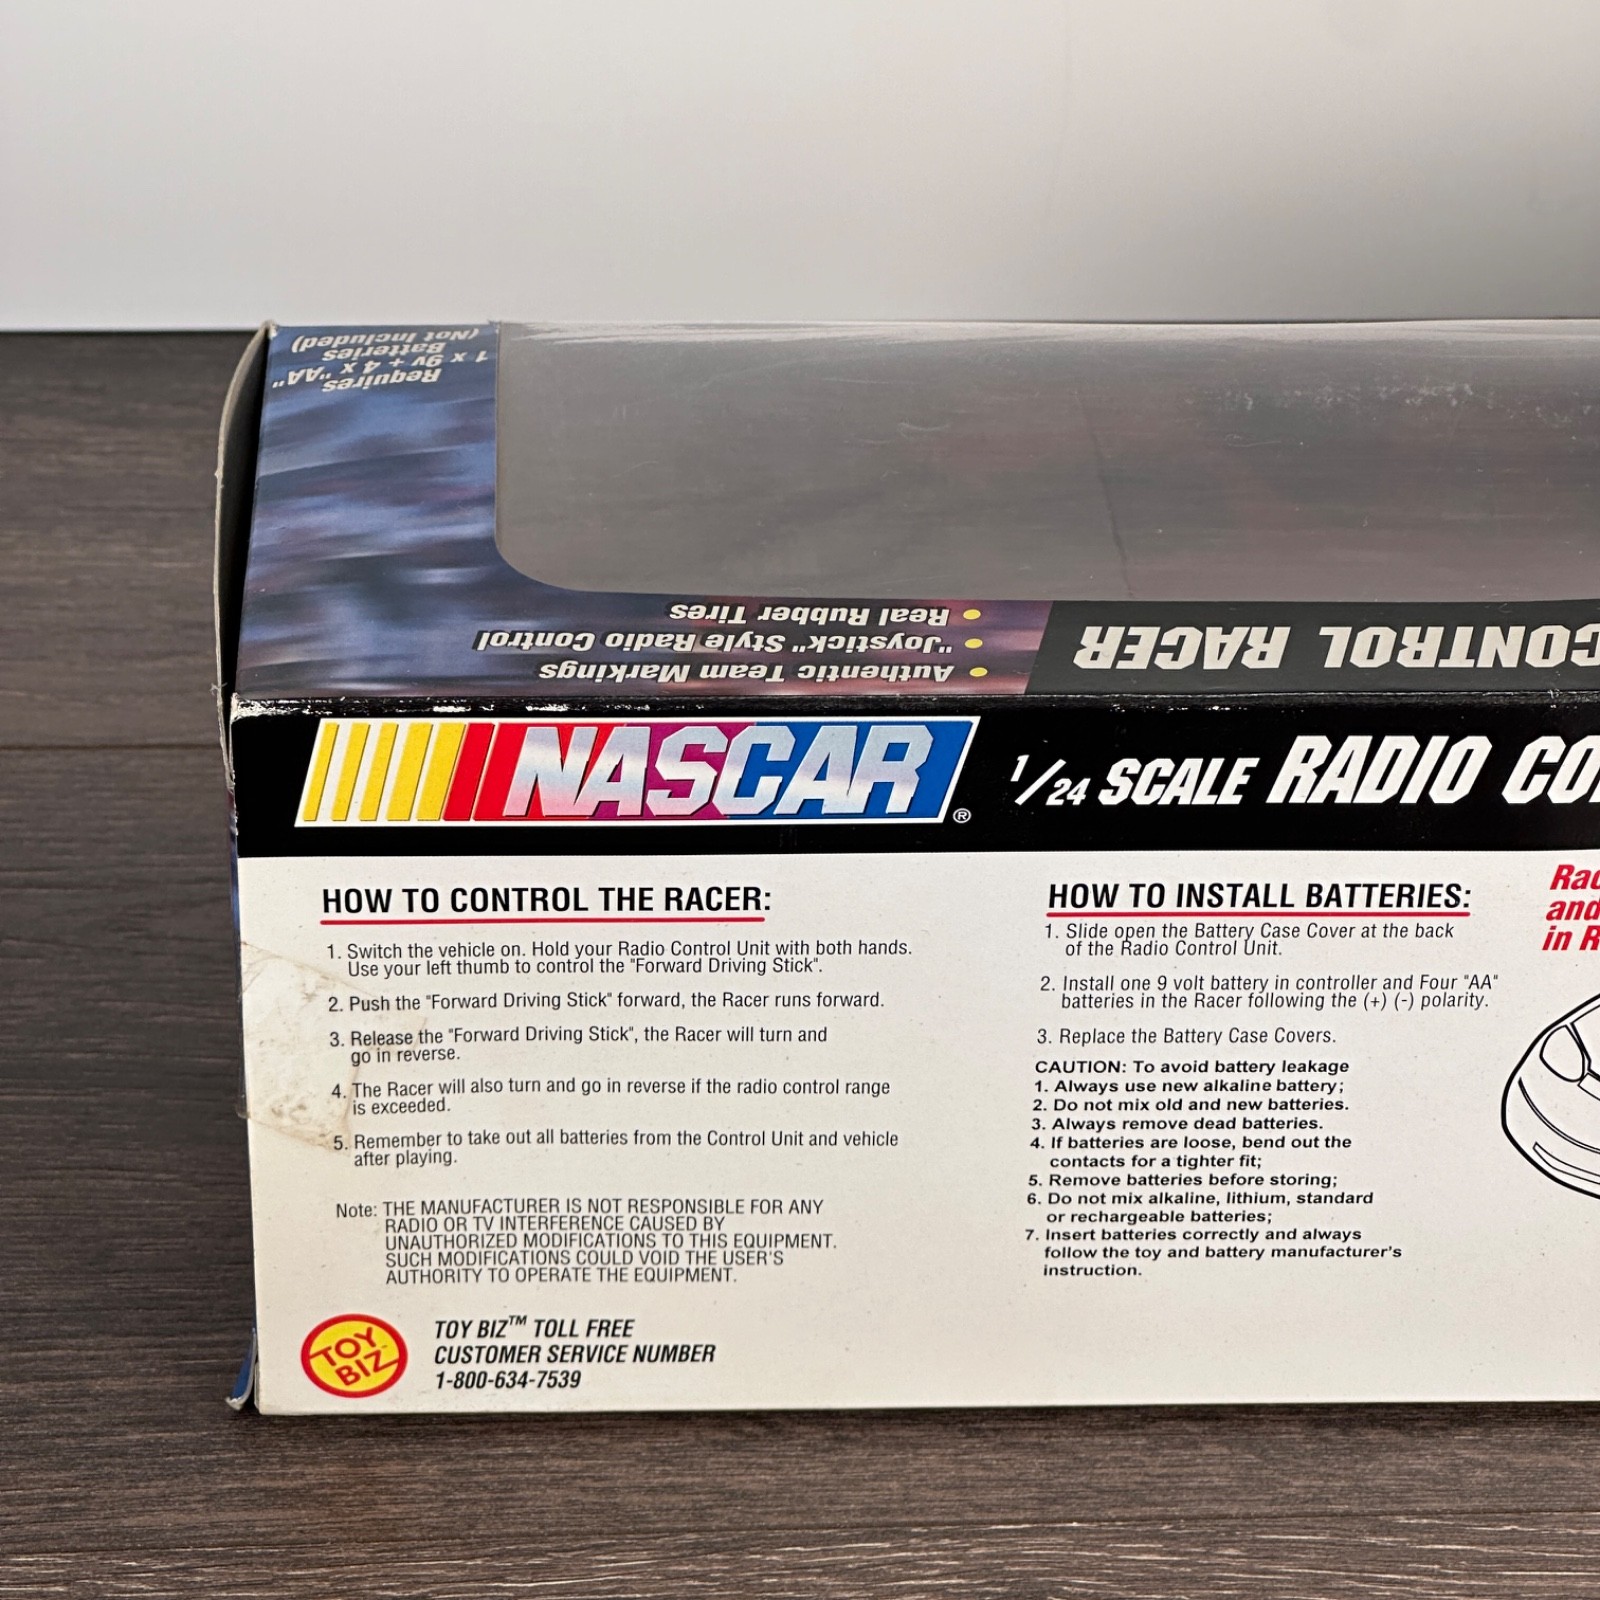 Requires
1 x 9v + 4 x "AA"
Batteries
(Not Included)
CONTROL RACER
• Authentic Team Markings
• "Joystick" Style Radio Control
• Real Rubber Tires
NASCAR®
1/24 SCALE RADIO CO
HOW TO CONTROL THE RACER:
1. Switch the vehicle on. Hold your Radio Control Unit with both hands.
Use your left thumb to control the "Forward Driving Stick".
2. Push the "Forward Driving Stick" forward, the Racer runs forward.
3. Release the "Forward Driving Stick", the Racer will turn and
go in reverse.
4. The Racer will also turn and go in reverse if the radio control range
is exceeded.
5. Remember to take out all batteries from the Control Unit and vehicle
after playing.
Note: THE MANUFACTURER IS NOT RESPONSIBLE FOR ANY
RADIO OR TV INTERFERENCE CAUSED BY
UNAUTHORIZED MODIFICATIONS TO THIS EQUIPMENT.
SUCH MODIFICATIONS COULD VOID THE USER'S
AUTHORITY TO OPERATE THE EQUIPMENT.
TOY
BIZ
TOY BIZ™ TOLL FREE
CUSTOMER SERVICE NUMBER
1-800-634-7539
HOW TO INSTALL BATTERIES:
1. Slide open the Battery Case Cover at the back
of the Radio Control Unit.
2. Install one 9 volt battery in controller and Four "AA"
batteries in the Racer following the (+) (-) polarity.
3. Replace the Battery Case Covers.
CAUTION: To avoid battery leakage
1. Always use new alkaline battery;
2. Do not mix old and new batteries.
3. Always remove dead batteries.
4. If batteries are loose, bend out the
contacts for a tighter fit;
5. Remove batteries before storing;
6. Do not mix alkaline, lithium, standard
or rechargeable batteries;
7. Insert batteries correctly and always
follow the toy and battery manufacturer's
instruction.
Rac
and
in R